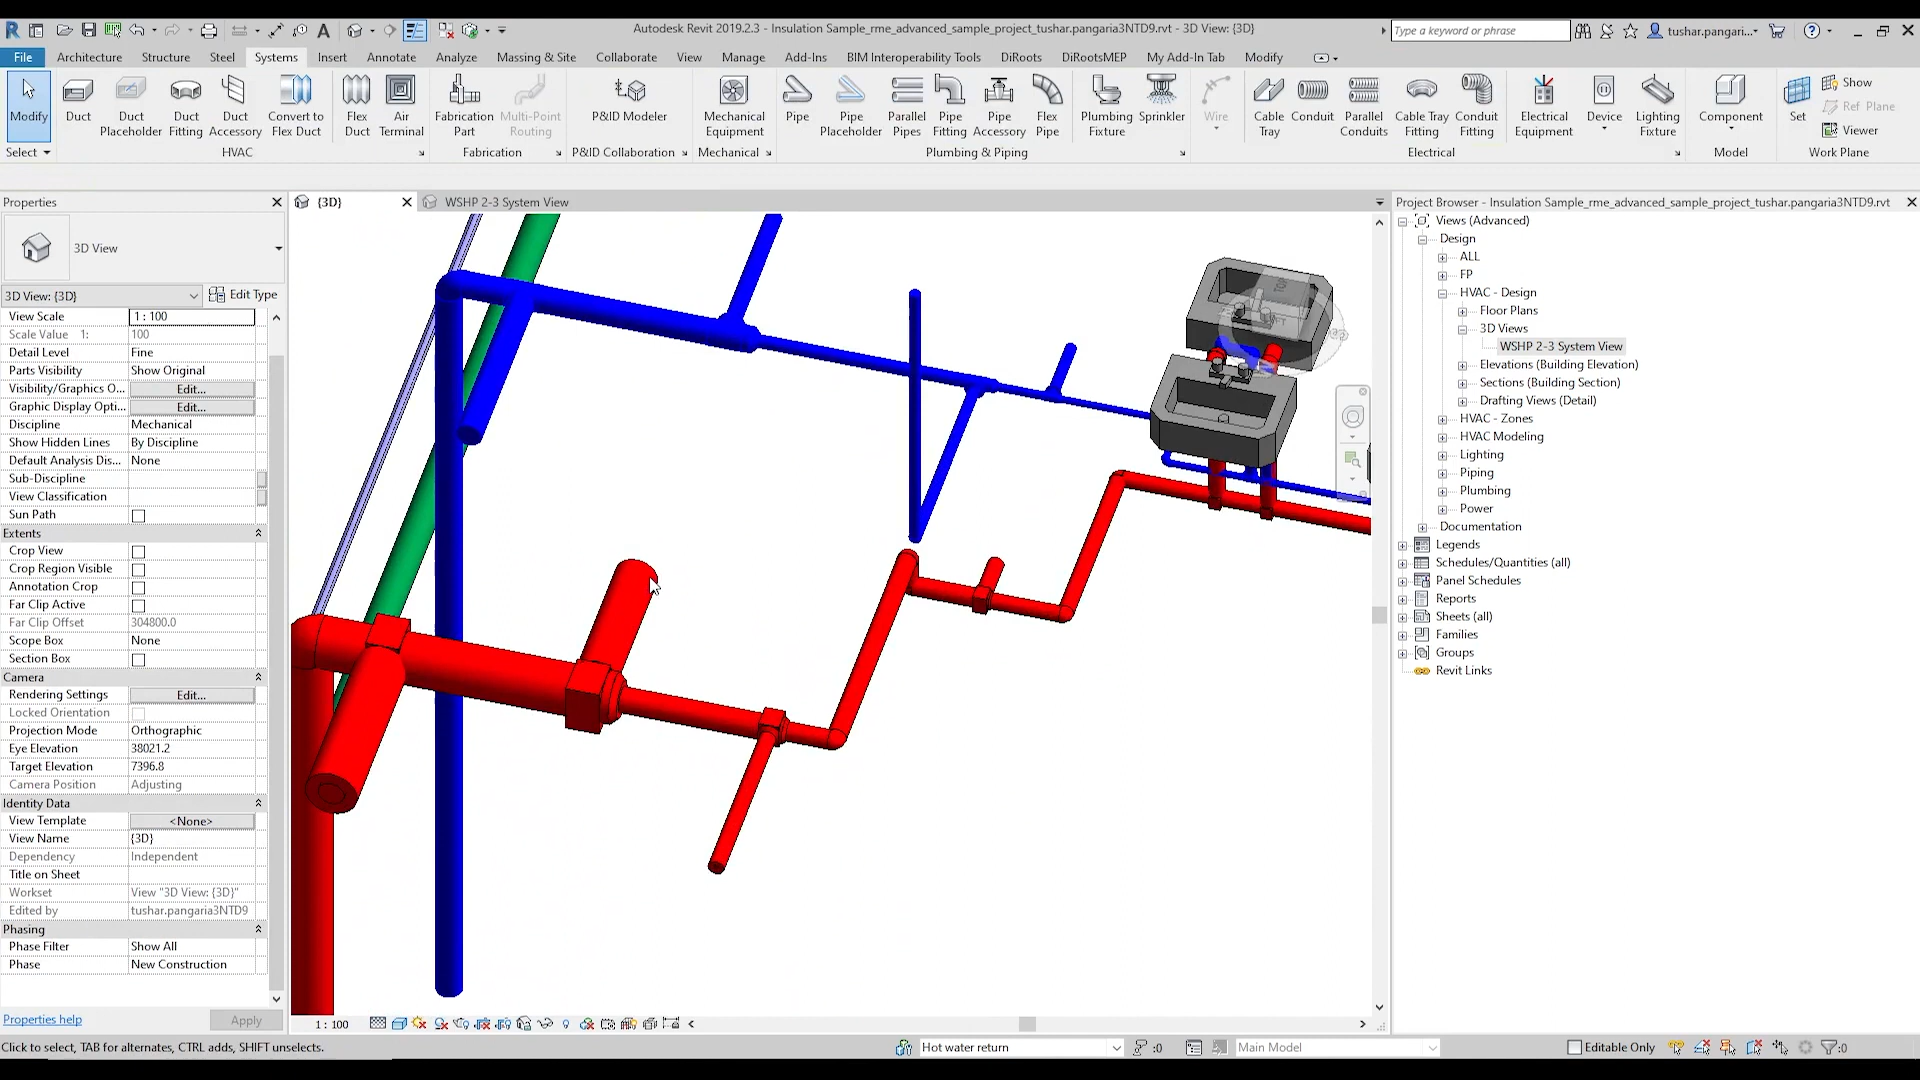 Autodesk Revit 2019.2.3 - Insulation Sample_rme_advanced_sample_project_tushar.pangaria3NTD9.rvt - 3D View: {3D}
Type a keyword or phrase
tushar.pangari...
File Architecture Structure Steel Systems Insert Annotate Analyze Massing & Site Collaborate View Manage Add-Ins BIM Interoperability Tools DiRoots DiRootsMEP My Add-In Tab Modify
Modify
Duct
Duct Placeholder
Duct Fitting
Duct Accessory
Convert to Flex Duct
Flex Duct
Air Terminal
Fabrication Part
Multi-Point Routing
P&ID Modeler
Mechanical Equipment
Pipe
Pipe Placeholder
Parallel Pipes
Pipe Fitting
Pipe Accessory
Flex Pipe
Plumbing Fixture
Sprinkler
Wire
Cable Tray
Conduit
Parallel Conduits
Cable Tray Fitting
Conduit Fitting
Electrical Equipment
Device
Lighting Fixture
Component
Set
Show
Ref Plane
Viewer
Select HVAC Fabrication P&ID Collaboration Mechanical Plumbing & Piping Electrical Model Work Plane
Properties
3D View
3D View: {3D} Edit Type
View Scale 1 : 100
Scale Value 1: 100
Detail Level Fine
Parts Visibility Show Original
Visibility/Graphics O... Edit...
Graphic Display Opti... Edit...
Discipline Mechanical
Show Hidden Lines By Discipline
Default Analysis Dis... None
Sub-Discipline
View Classification
Sun Path
Extents
Crop View
Crop Region Visible
Annotation Crop
Far Clip Active
Far Clip Offset 304800.0
Scope Box None
Section Box
Camera
Rendering Settings Edit...
Locked Orientation
Projection Mode Orthographic
Eye Elevation 38021.2
Target Elevation 7396.8
Camera Position Adjusting
Identity Data
View Template <None>
View Name {3D}
Dependency Independent
Title on Sheet
Workset View "3D View: {3D}"
Edited by tushar.pangaria3NTD9
Phasing
Phase Filter Show All
Phase New Construction
Properties help Apply
{3D}
WSHP 2-3 System View
1 : 100
Project Browser - Insulation Sample_rme_advanced_sample_project_tushar.pangaria3NTD9.rvt
Views (Advanced)
Design
ALL
FP
HVAC - Design
Floor Plans
3D Views
WSHP 2-3 System View
Elevations (Building Elevation)
Sections (Building Section)
Drafting Views (Detail)
HVAC - Zones
HVAC Modeling
Lighting
Piping
Plumbing
Power
Documentation
Legends
Schedules/Quantities (all)
Panel Schedules
Reports
Sheets (all)
Families
Groups
Revit Links
Click to select, TAB for alternates, CTRL adds, SHIFT unselects.
Hot water return
:0
Main Model
Editable Only
:0